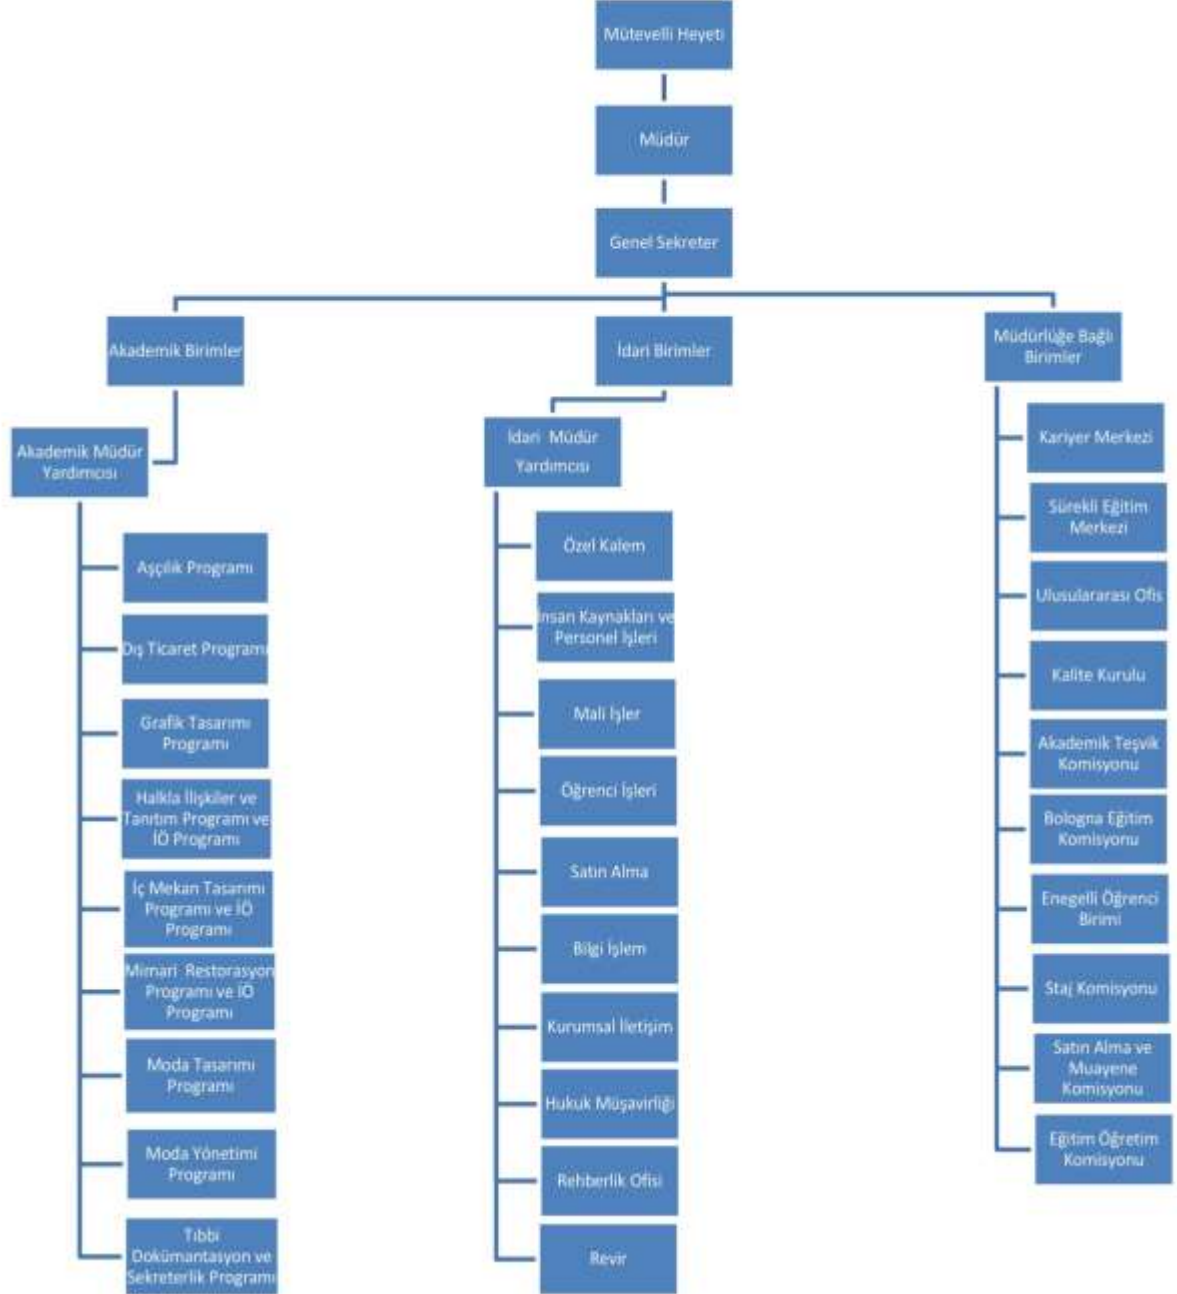 Mütevelli Heyeti
Müdür
Genel Sekreter
Akademik Birimler
Akademik Müdür
Yardımcısı
Aşçılık Programı
Dış Ticaret Programı
Grafik Tasarımı
Programı
Halkla İlişkiler ve
Tanıtım Programı ve
İÖ Programı
İç Mekan Tasarımı
Programı ve İÖ
Programı
Mimari Restorasyon
Programı ve İÖ
Programı
Moda Tasarımı
Programı
Moda Yönetimi
Programı
Tıbbi
Dokümantasyon ve
Sekreterlik Programı
İdari Birimler
İdari Müdür
Yardımcısı
Özel Kalem
İnsan Kaynakları ve
Personel İşleri
Mali İşler
Öğrenci İşleri
Satın Alma
Bilgi İşlem
Kurumsal İletişim
Hukuk Müşavirliği
Rehberlik Ofisi
Revir
Müdürlüğe Bağlı
Birimler
Kariyer Merkezi
Sürekli Eğitim
Merkezi
Ulusulararası Ofis
Kalite Kurulu
Akademik Teşvik
Komisyonu
Bologna Eğitim
Komisyonu
Enegelli Öğrenci
Birimi
Staj Komisyonu
Satın Alma ve
Muayene
Komisyonu
Eğitim Öğretim
Komisyonu